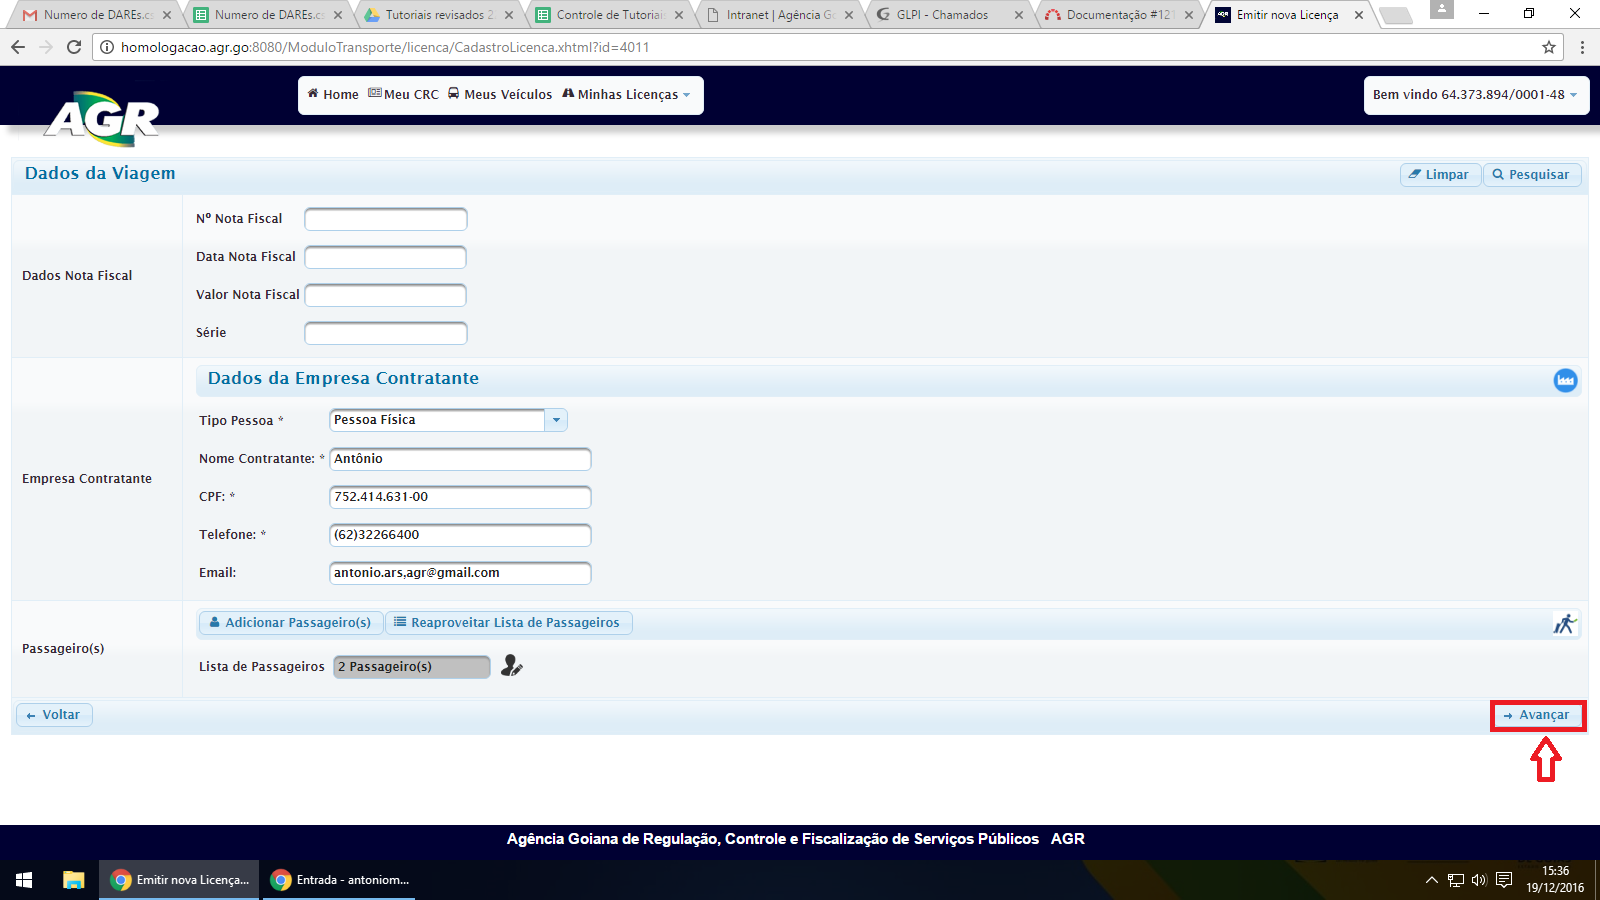 Numero de DAREs.cs
Numero de DAREs.cs
Tutoriais revisados 2
Controle de Tutoriai
Intranet | Agência Go
GLPI - Chamados
Documentação #121
Emitir nova Licença
homologacao.agr.go:8080/ModuloTransporte/licenca/CadastroLicenca.xhtml?id=4011
AGR
Home
Meu CRC
Meus Veículos
Minhas Licenças
Bem vindo 64.373.894/0001-48
Dados da Viagem
Limpar
Pesquisar
Dados Nota Fiscal
Nº Nota Fiscal
Data Nota Fiscal
Valor Nota Fiscal
Série
Empresa Contratante
Dados da Empresa Contratante
Tipo Pessoa * Pessoa Física
Nome Contratante: * Antônio
CPF: * 752.414.631-00
Telefone: * (62)32266400
Email: antonio.ars,agr@gmail.com
Passageiro(s)
Adicionar Passageiro(s)
Reaproveitar Lista de Passageiros
Lista de Passageiros 2 Passageiro(s)
Voltar
Avançar
Agência Goiana de Regulação, Controle e Fiscalização de Serviços Públicos AGR
Emitir nova Licença...
Entrada - antoniom...
15:36
19/12/2016